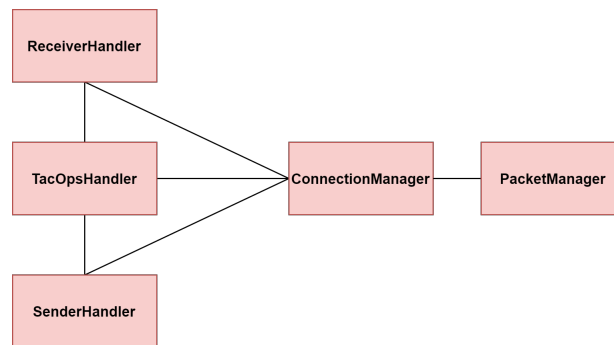 ReceiverHandler
TacOpsHandler
ConnectionManager
PacketManager
SenderHandler